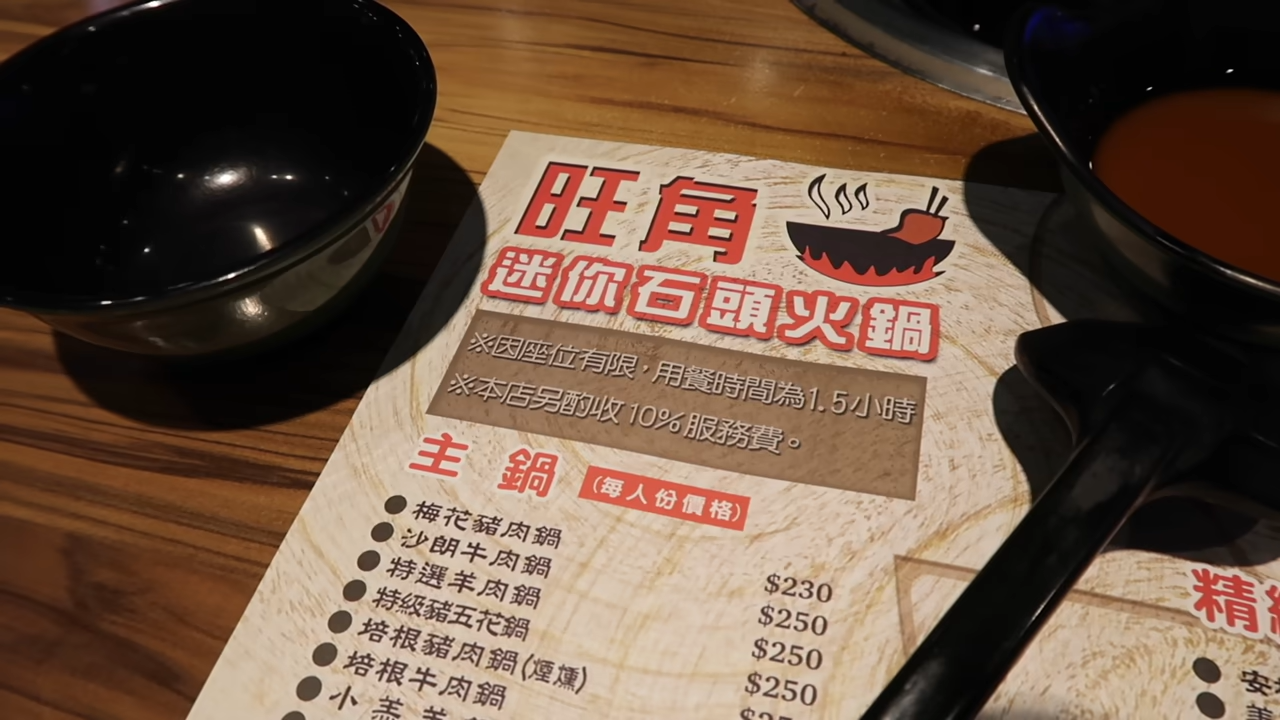 旺角
迷你石頭火鍋
※因座位有限，用餐時間為1.5小時
※本店另酌收10%服務費。
主鍋 (每人份價格)
梅花豬肉鍋 $230
沙朗牛肉鍋 $250
特選羊肉鍋 $250
特級豬五花鍋 $250
培根豬肉鍋(煙燻)
培根牛肉鍋
小羔羊
精